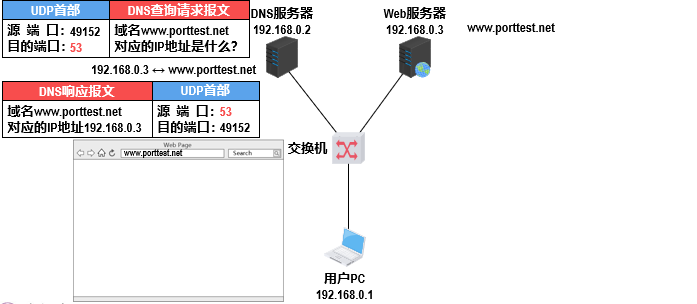 UDP首部
DNS查询请求报文
源 端 口：49152
目的端口：53
域名www.porttest.net
对应的IP地址是什么？
192.168.0.3 ↔ www.porttest.net
DNS响应报文
UDP首部
域名www.porttest.net
对应的IP地址192.168.0.3
源 端 口：53
目的端口：49152
DNS服务器
192.168.0.2
Web服务器
192.168.0.3
www.porttest.net
Web Page
www.porttest.net
Search
交换机
用户PC
192.168.0.1